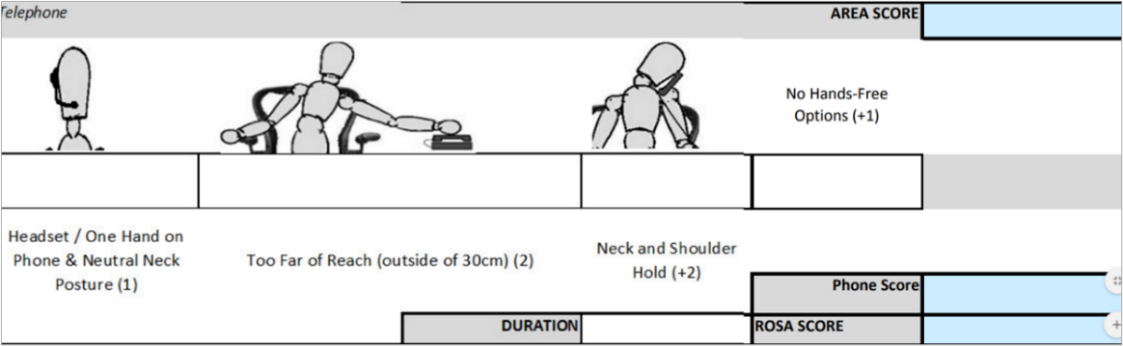 Telephone
AREA SCORE
No Hands-Free
Options (+1)
Headset / One Hand on
Phone & Neutral Neck
Posture (1)
Too Far of Reach (outside of 30cm) (2)
Neck and Shoulder
Hold (+2)
Phone Score
DURATION
ROSA SCORE